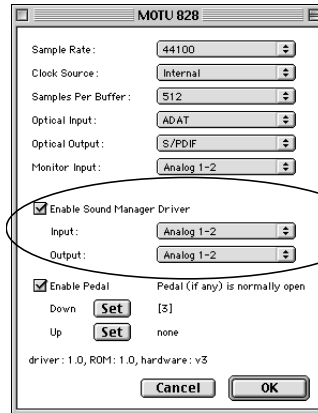 MOTU 828
Sample Rate: 44100
Clock Source: Internal
Samples Per Buffer: 512
Optical Input: ADAT
Optical Output: S/PDIF
Monitor Input: Analog 1-2
Enable Sound Manager Driver
Input: Analog 1-2
Output: Analog 1-2
Enable Pedal Pedal (if any) is normally open
Down Set [3]
Up Set none
driver: 1.0, ROM: 1.0, hardware: v3
Cancel OK